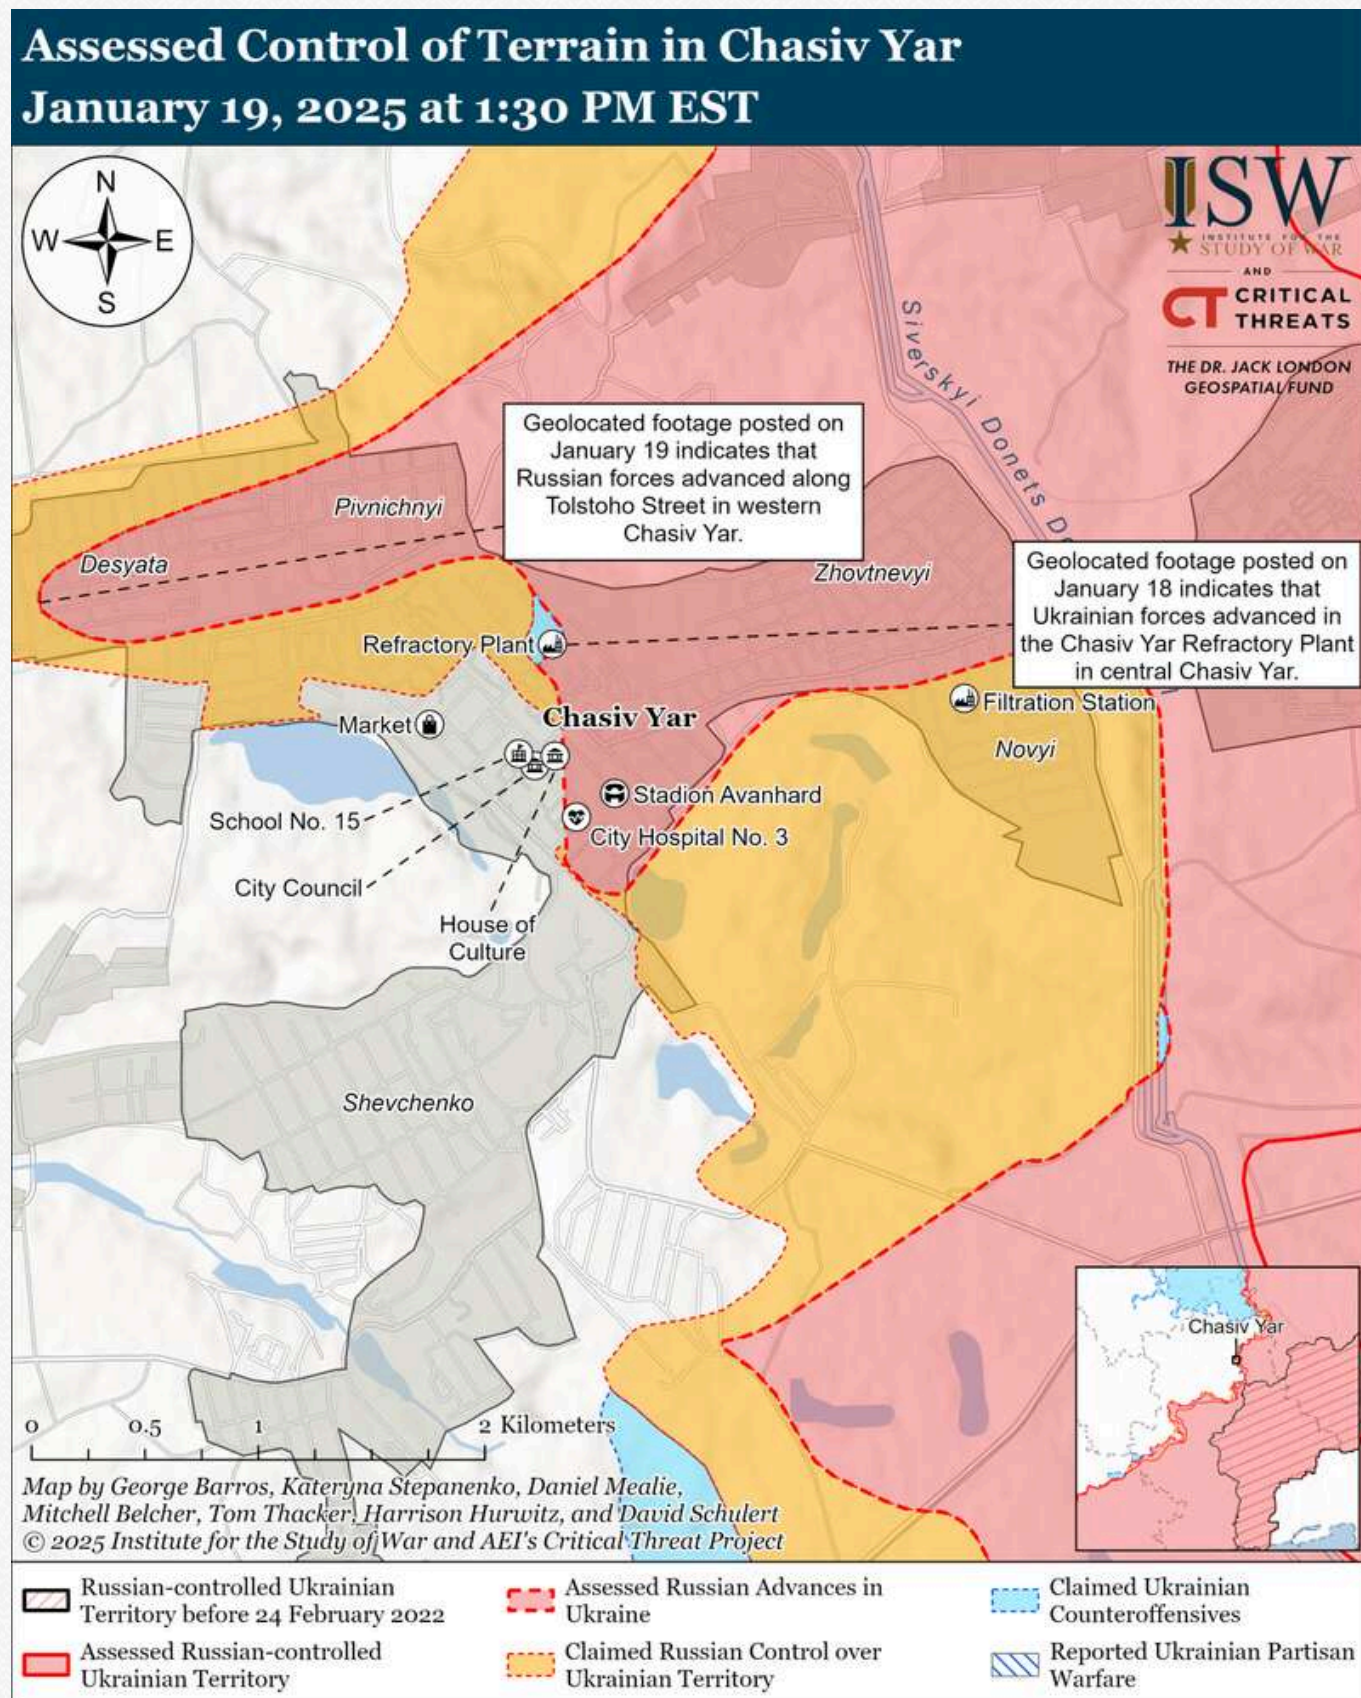 Assessed Control of Terrain in Chasiv Yar
January 19, 2025 at 1:30 PM EST
N
W
E
S
ISW
INSTITUTE FOR THE
STUDY OF WAR
AND
CT CRITICAL
THREATS
THE DR. JACK LONDON
GEOSPATIAL FUND
Siverskyi Donets
Geolocated footage posted on
January 19 indicates that
Russian forces advanced along
Tolstoho Street in western
Chasiv Yar.
Geolocated footage posted on
January 18 indicates that
Ukrainian forces advanced in
the Chasiv Yar Refractory Plant
in central Chasiv Yar.
Pivnichnyi
Desyata
Zhovtnevyi
Refractory Plant
Filtration Station
Chasiv Yar
Market
Novyi
Stadion Avanhard
School No. 15
City Hospital No. 3
City Council
House of
Culture
Shevchenko
Chasiv Yar
0 0.5 1 2 Kilometers
Map by George Barros, Kateryna Stepanenko, Daniel Mealie,
Mitchell Belcher, Tom Thacker, Harrison Hurwitz, and David Schulert
© 2025 Institute for the Study of War and AEI's Critical Threat Project
Russian-controlled Ukrainian
Territory before 24 February 2022
Assessed Russian-controlled
Ukrainian Territory
Assessed Russian Advances in
Ukraine
Claimed Russian Control over
Ukrainian Territory
Claimed Ukrainian
Counteroffensives
Reported Ukrainian Partisan
Warfare